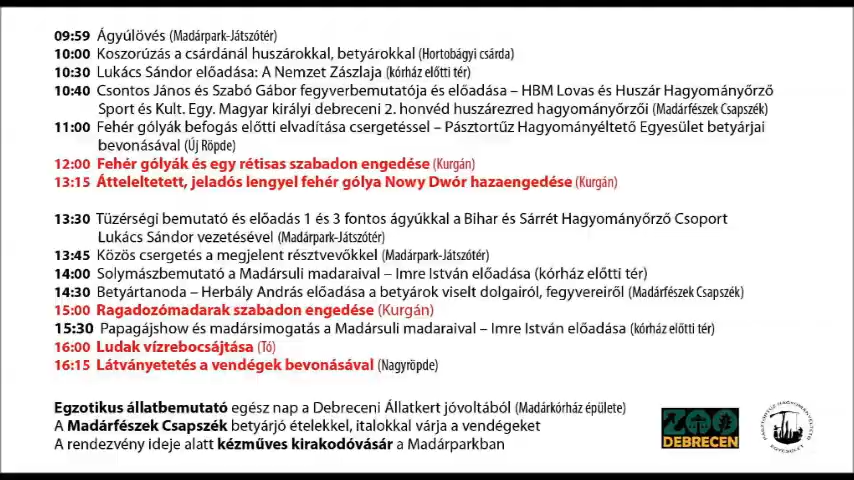 09:59 Ágyúlövés (Madárpark-Játszótér)
10:00 Koszorúzás a csárdánál huszárokkal, betyárokkal (Hortobágyi csárda)
10:30 Lukács Sándor előadása: A Nemzet Zászlaja (kórház előtti tér)
10:40 Csontos János és Szabó Gábor fegyverbemutatója és előadása – HBM Lovas és Huszár Hagyományőrző
Sport és Kult. Egy. Magyar királyi debreceni 2. honvéd huszárezred hagyományőrzői (Madárfészek Csapszék)
11:00 Fehér gólyák befogás előtti elvadítása csergetéssel – Pásztortűz Hagyományéltető Egyesület betyárjai
bevonásával (Új Röpde)
12:00 Fehér gólyák és egy rétisas szabadon engedése (Kurgán)
13:15 Átteleltetett, jeladós lengyel fehér gólya Nowy Dwór hazaengedése (Kurgán)
13:30 Tüzérségi bemutató és előadás 1 és 3 fontos ágyúkkal a Bihar és Sárrét Hagyományőrző Csoport
Lukács Sándor vezetésével (Madárpark-Játszótér)
13:45 Közös csergetés a megjelent résztvevőkkel (Madárpark-Játszótér)
14:00 Solymászbemutató a Madársuli madaraival – Imre István előadása (kórház előtti tér)
14:30 Betyártanoda – Herbály András előadása a betyárok viselt dolgairól, fegyvereiről (Madárfészek Csapszék)
15:00 Ragadozómadarak szabadon engedése (Kurgán)
15:30 Papagájshow és madársimogatás a Madársuli madaraival – Imre István előadása (kórház előtti tér)
16:00 Ludak vízrebocsájtása (Tó)
16:15 Látványetetés a vendégek bevonásával (Nagyröpde)
Egzotikus állatbemutató egész nap a Debreceni Állatkert jóvoltából (Madárkórház épülete)
A Madárfészek Csapszék betyárjó ételekkel, italokkal várja a vendégeket
A rendezvény ideje alatt kézműves kirakodóvásár a Madárparkban
ZOO
DEBRECEN
PÁSZTORTŰZ HAGYOMÁNYÉLTETŐ
EGYESÜLET